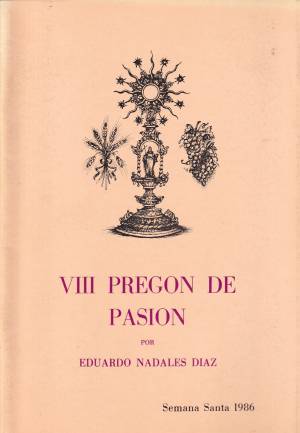 VIII PREGON DE
PASION
POR
EDUARDO NADALES DIAZ
Semana Santa 1986